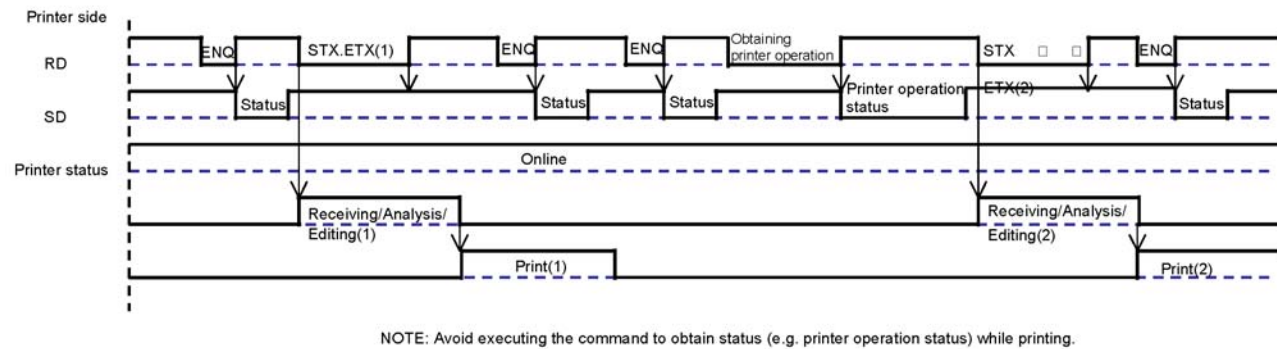 Printer side
RD
ENQ
STX.ETX(1)
ENQ
ENQ
Obtaining
printer operation
STX □ □
ENQ
SD
Status
Status
Status
Printer operation
status
ETX(2)
Status
Printer status
Online
Receiving/Analysis/
Editing(1)
Receiving/Analysis/
Editing(2)
Print(1)
Print(2)
NOTE: Avoid executing the command to obtain status (e.g. printer operation status) while printing.